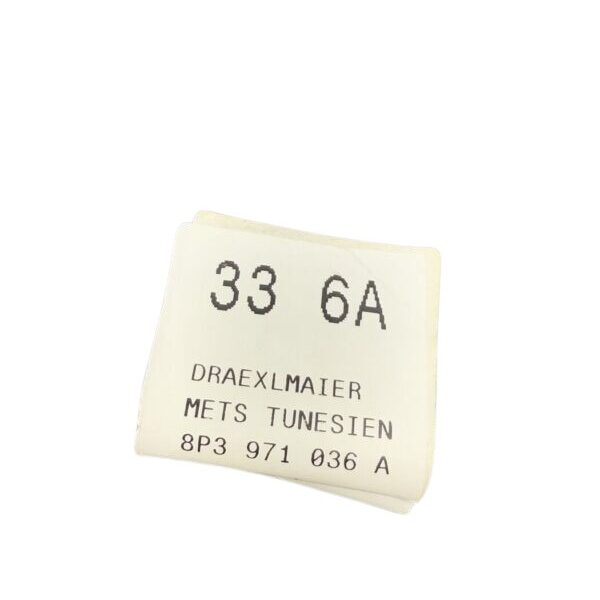 33 6A
DRAEXLMAIER
METS TUNESIEN
8P3 971 036 A